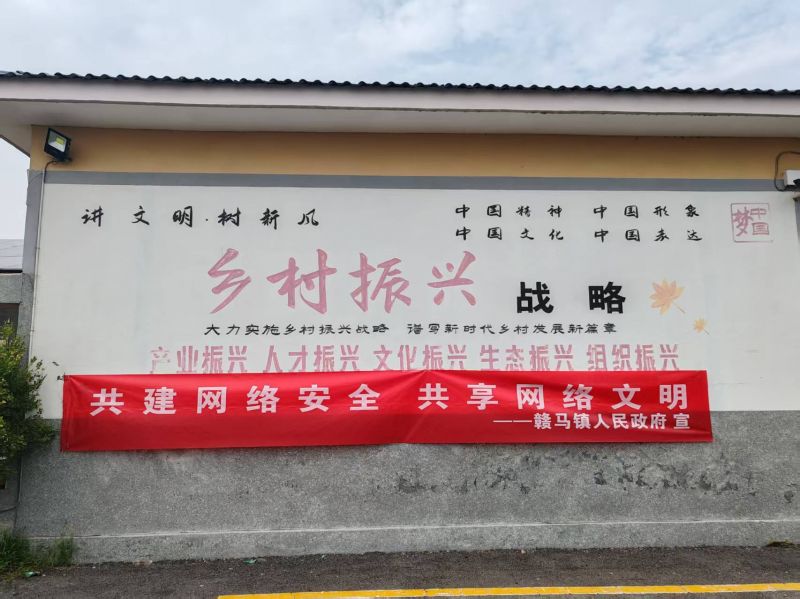 讲文明·树新风
中国精神 中国形象
中国文化 中国表达
中国梦
乡村振兴 战略
大力实施乡村振兴战略 谱写新时代乡村发展新篇章
产业振兴 人才振兴 文化振兴 生态振兴 组织振兴
共建网络安全 共享网络文明
——赣马镇人民政府 宣